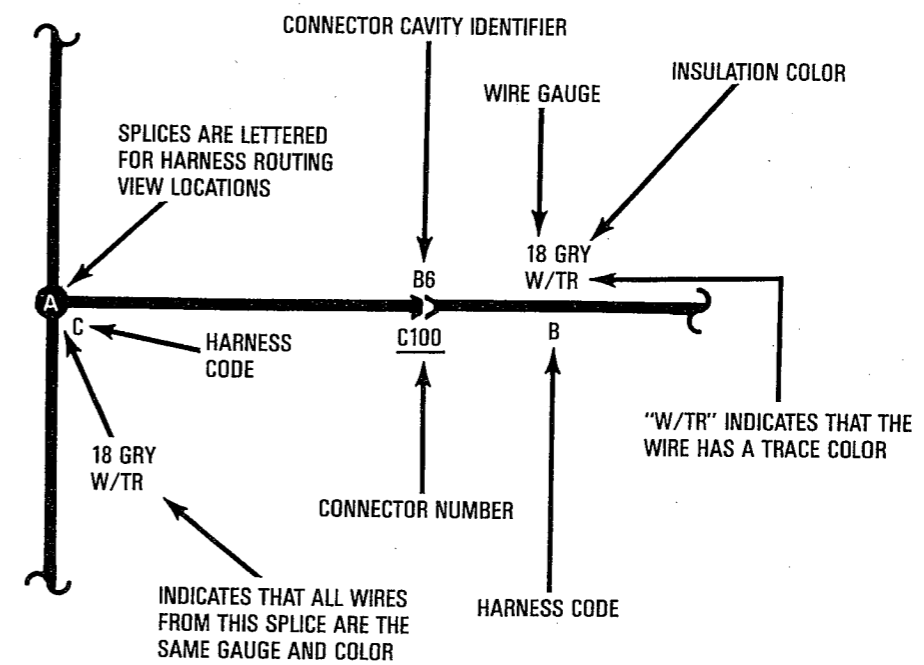 CONNECTOR CAVITY IDENTIFIER
INSULATION COLOR
WIRE GAUGE
SPLICES ARE LETTERED
FOR HARNESS ROUTING
VIEW LOCATIONS
18 GRY
W/TR
B6
A
C
HARNESS
CODE
C100
B
"W/TR" INDICATES THAT THE
WIRE HAS A TRACE COLOR
18 GRY
W/TR
CONNECTOR NUMBER
INDICATES THAT ALL WIRES
FROM THIS SPLICE ARE THE
SAME GAUGE AND COLOR
HARNESS CODE